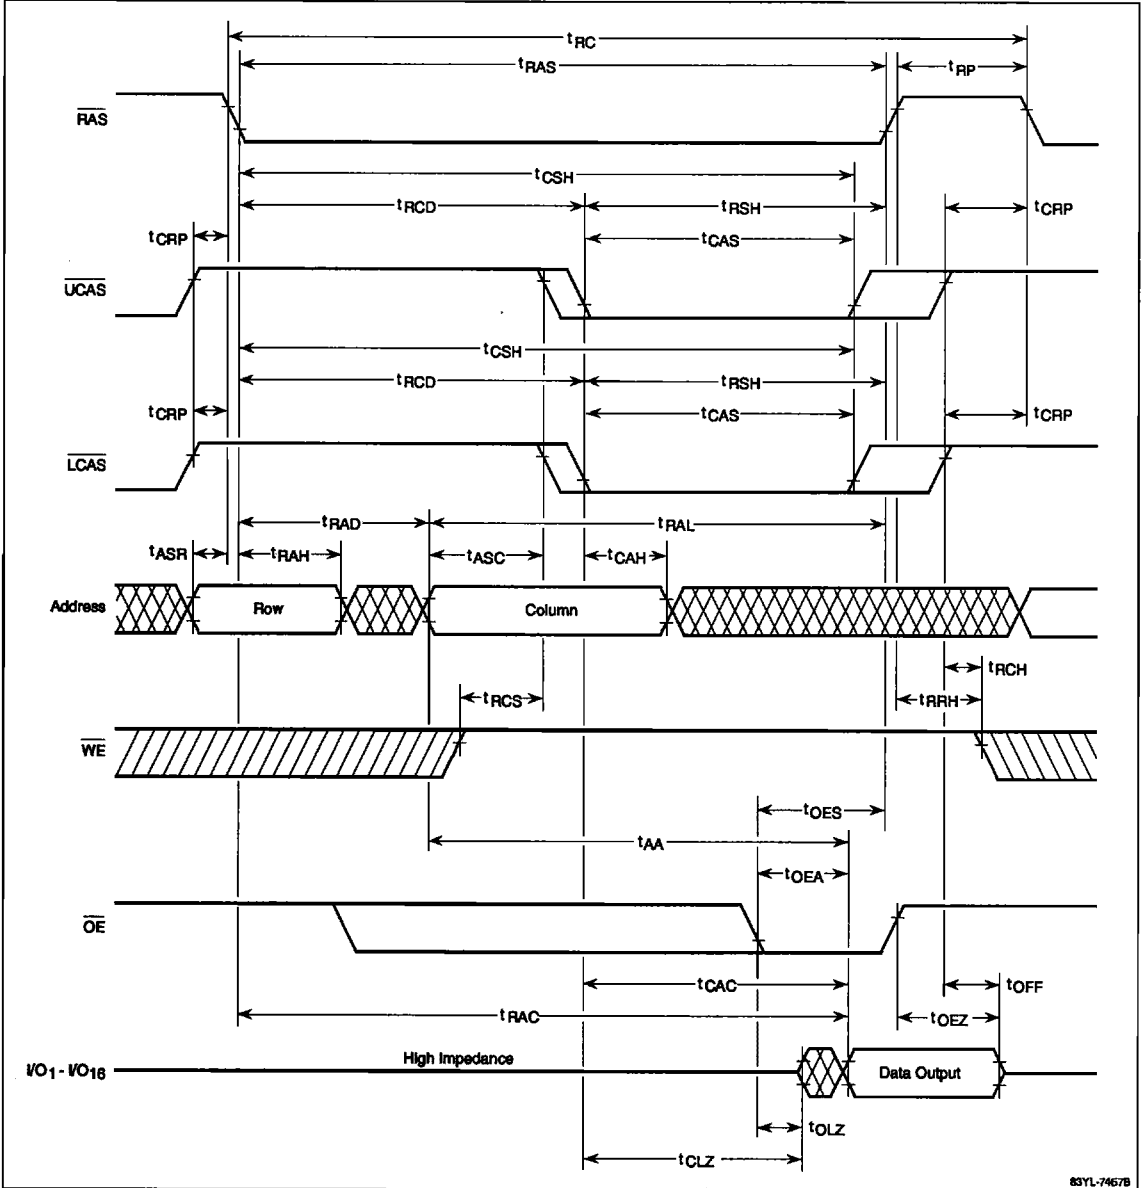 tRC
tRAS
tRP
RAS
tCSH
tRCD
tRSH
tCRP
tCRP
tCAS
UCAS
tCSH
tRCD
tRSH
tCRP
tCAS
tCRP
LCAS
tRAD
tRAL
tASR
tRAH
tASC
tCAH
Address
Row
Column
tRCH
tRCS
tRRH
WE
tOES
tAA
tOEA
OE
tCAC
tOFF
tRAC
tOEZ
High Impedance
I/O1 - I/O16
Data Output
tOLZ
tCLZ
83YL-7457B